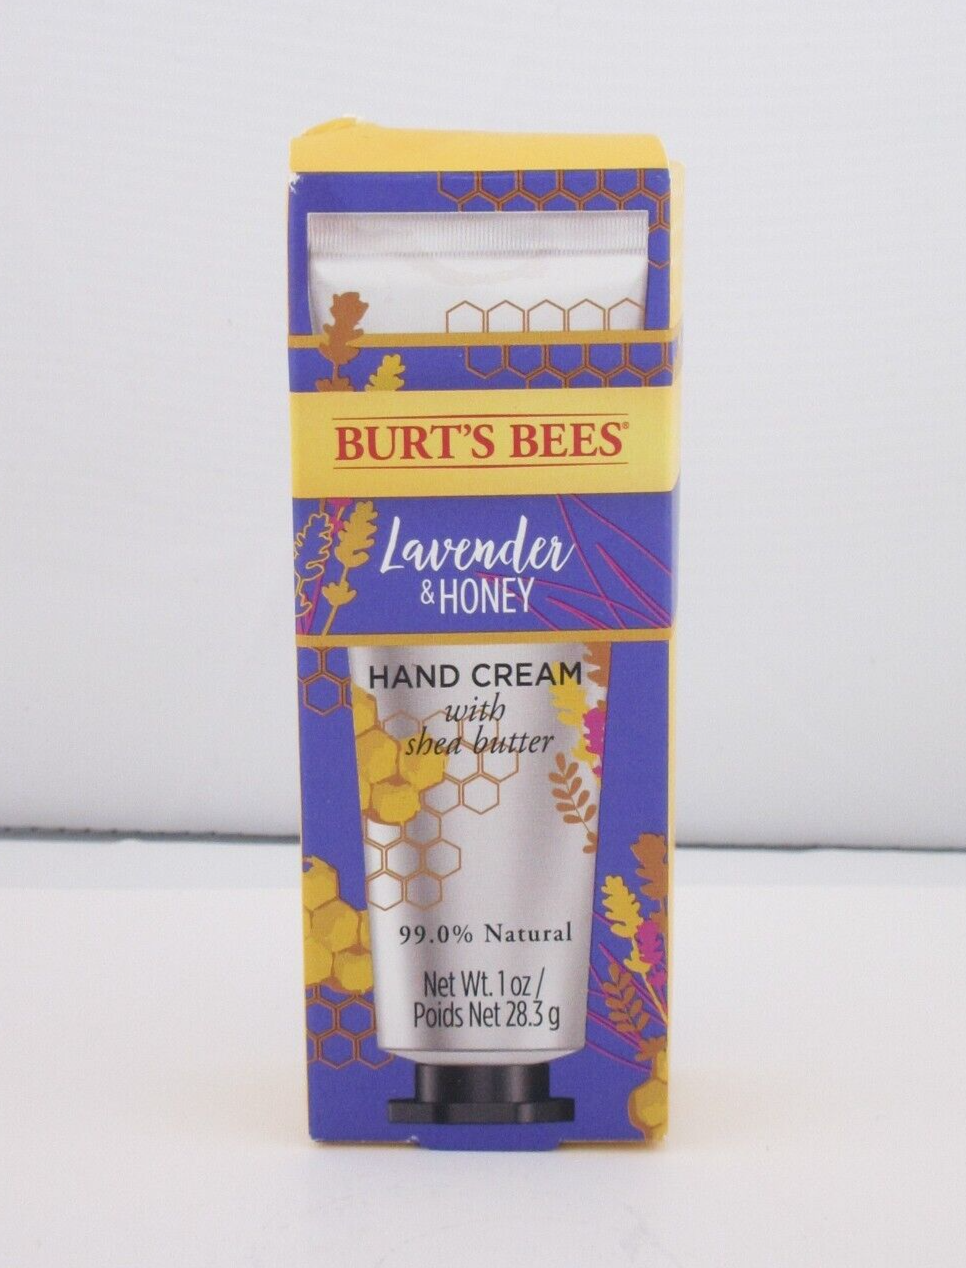 BURT'S BEES®
Lavender
& HONEY
HAND CREAM
with
shea butter
99.0% Natural
Net Wt. 1 oz /
Poids Net 28.3 g